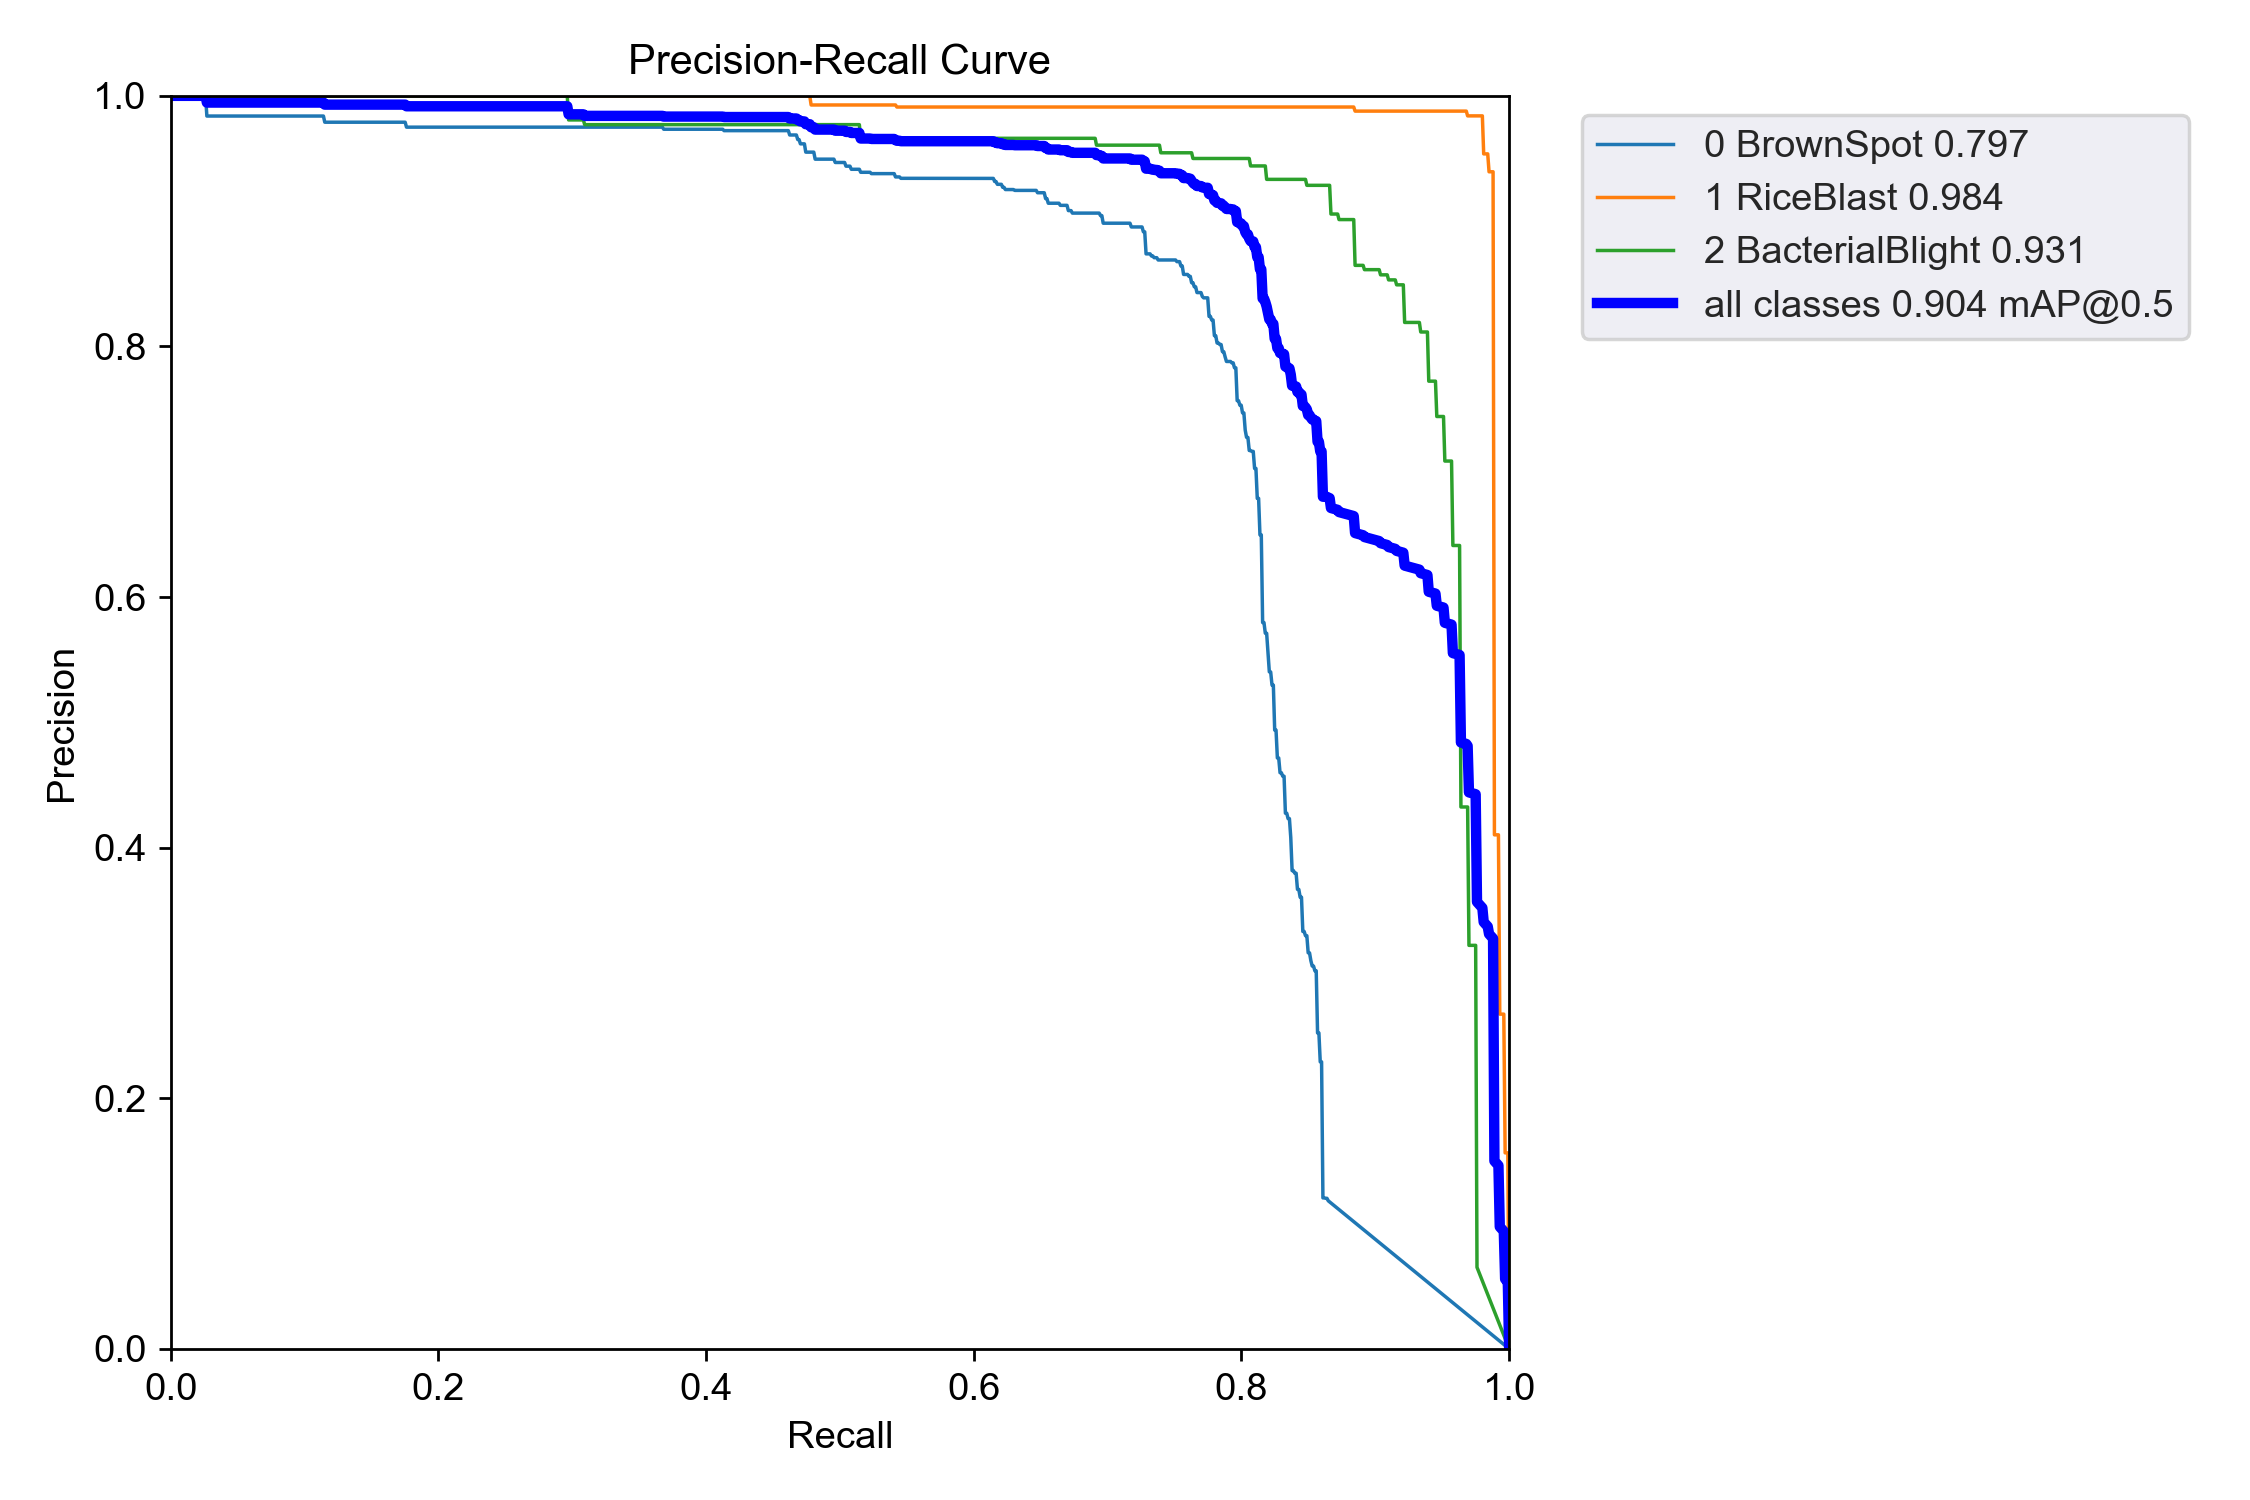 Precision-Recall Curve
1.0
0.8
0.6
0.4
0.2
0.0
Precision
0.0 0.2 0.4 0.6 0.8 1.0
Recall
0 BrownSpot 0.797
1 RiceBlast 0.984
2 BacterialBlight 0.931
all classes 0.904 mAP@0.5